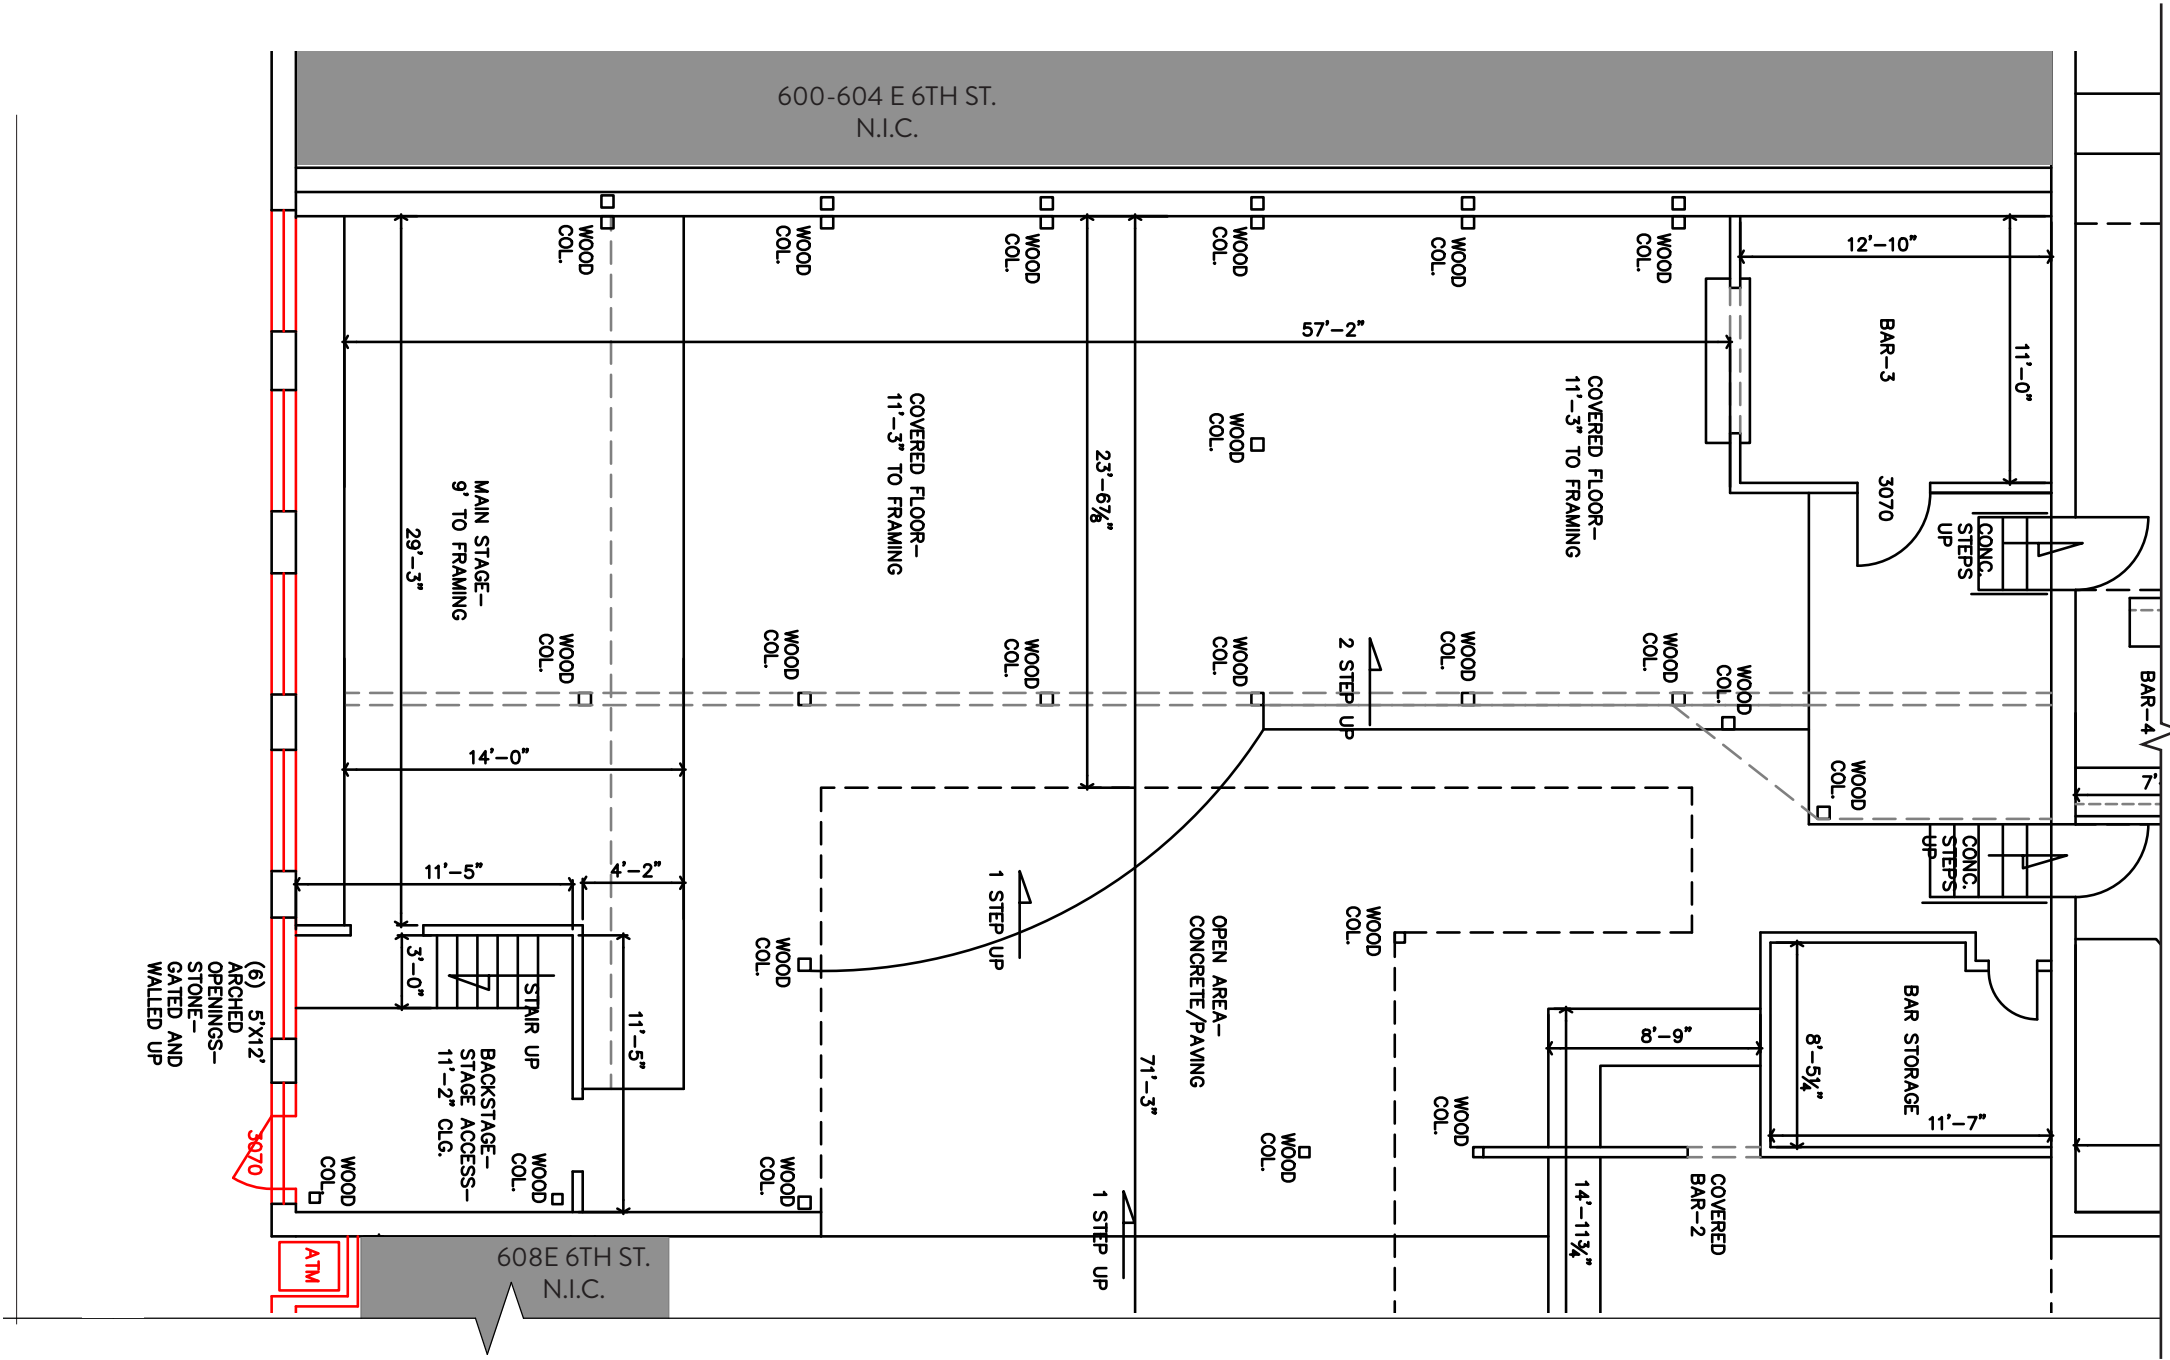 600-604 E 6TH ST.
N.I.C.
WOOD
COL.
WOOD
COL.
WOOD
COL.
WOOD
COL.
WOOD
COL.
WOOD
COL.
12'-10"
57'-2"
BAR-3
11'-0"
COVERED FLOOR-
11'-3" TO FRAMING
COVERED FLOOR-
11'-3" TO FRAMING
WOOD
COL.
23'-6⅞"
MAIN STAGE-
9' TO FRAMING
29'-3"
3070
CONC.
STEPS
UP
WOOD
COL.
WOOD
COL.
WOOD
COL.
WOOD
COL.
2 STEP UP
WOOD
COL.
WOOD
COL.
WOOD
COL.
BAR-4
14'-0"
WOOD
COL.
7'
11'-5"
4'-2"
1 STEP UP
CONC.
STEPS
UP
WOOD
COL.
OPEN AREA-
CONCRETE/PAVING
WOOD
COL.
(6) 5'X12'
ARCHED
OPENINGS-
STONE-
GATED AND
WALLED UP
3'-0"
STAIR UP
11'-5"
BAR STORAGE
8'-9"
8'-5¼"
71'-3"
BACKSTAGE-
STAGE ACCESS-
11'-2" CLG.
WOOD
COL.
11'-7"
3070
WOOD
COL.
WOOD
COL.
WOOD
COL.
WOOD
COL.
1 STEP UP
14'-11¾"
COVERED
BAR-2
ATM
608E 6TH ST.
N.I.C.